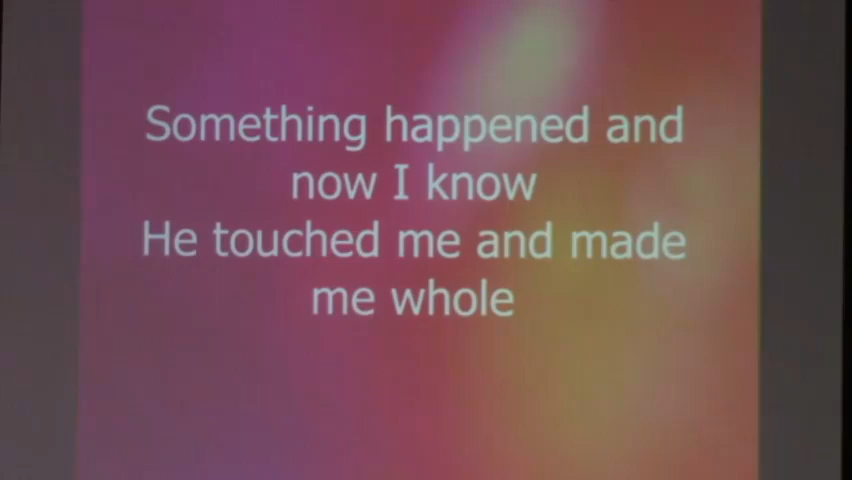 Something happened and
now I know
He touched me and made
me whole